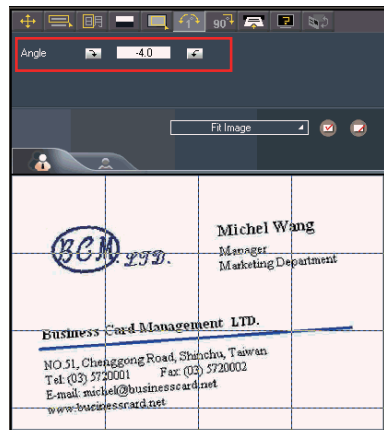 90°
Angle
-4.0
Fit Image
BCM. LTD.
Michel Wang
Manager
Marketing Department
Business Card Management LTD.
NO.51, Chenggong Road, Shinchu, Taiwan
Tel: (03) 5720001 Fax: (03) 5720002
E-mail: michel@businesscard.net
www.businesscard.net